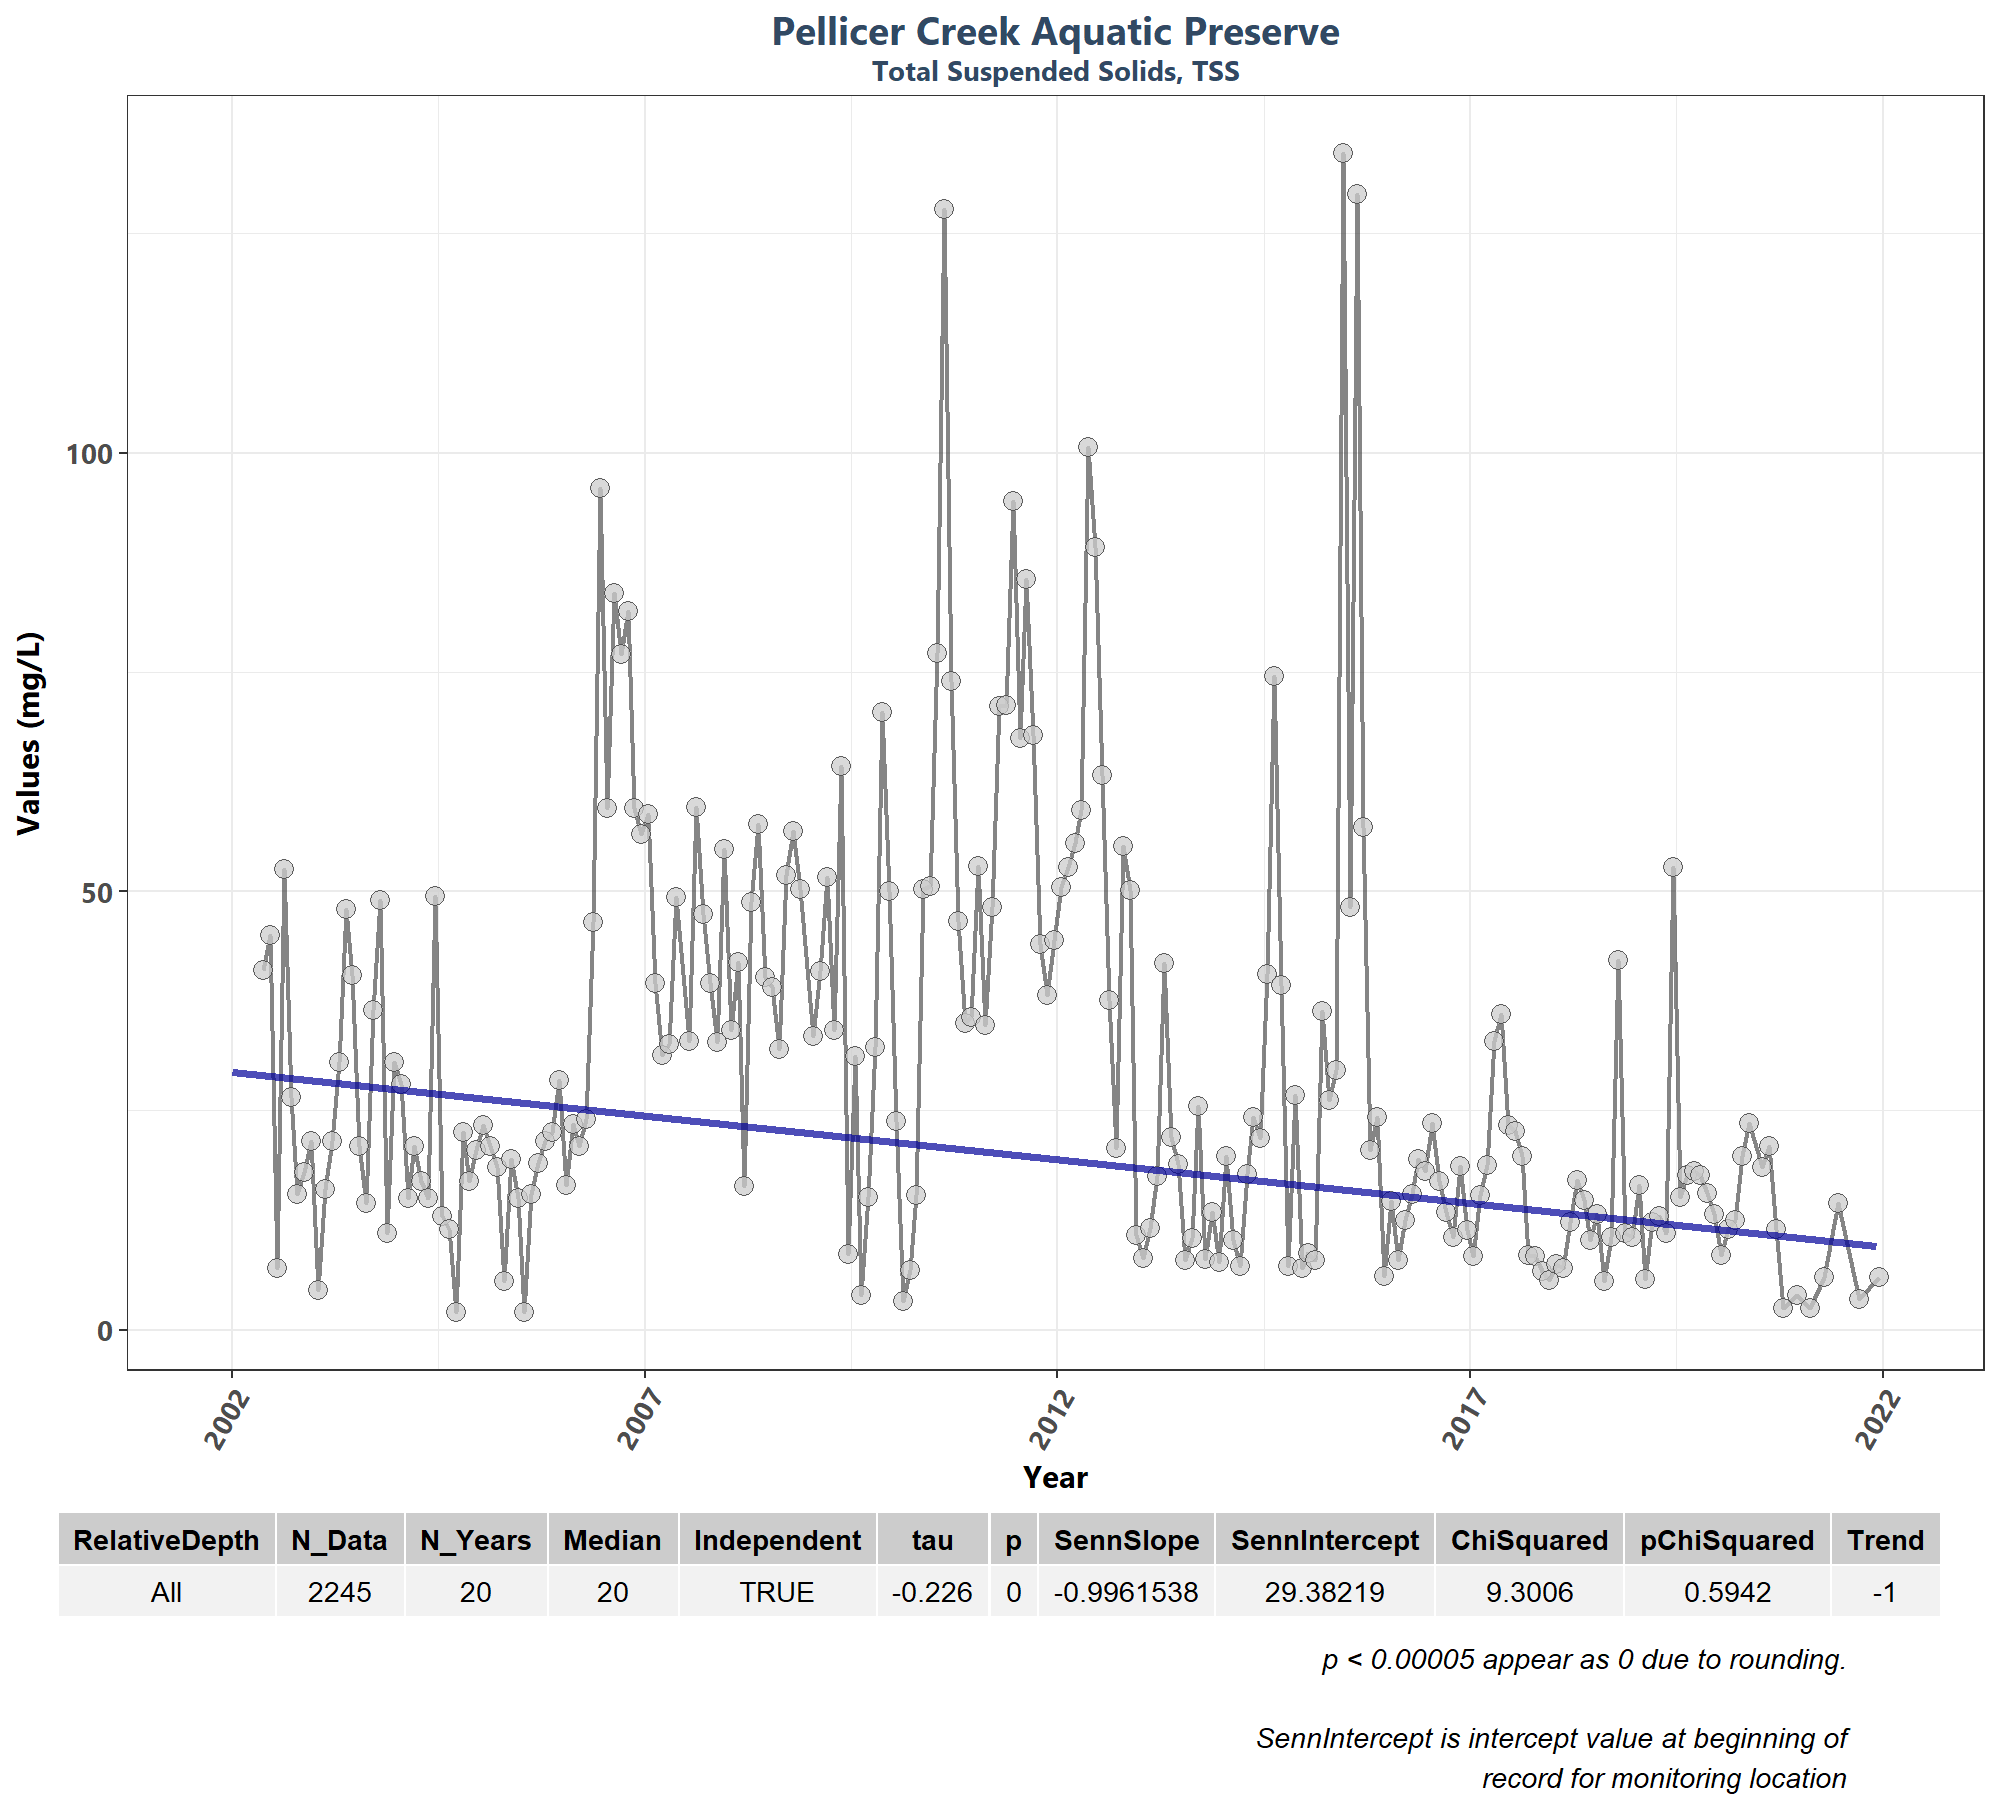 Pellicer Creek Aquatic Preserve
Total Suspended Solids, TSS
Values (mg/L)
100
50
0
2002
2007
2012
2017
2022
Year
RelativeDepth N_Data N_Years Median Independent tau p SennSlope SennIntercept ChiSquared pChiSquared Trend
All 2245 20 20 TRUE -0.226 0 -0.9961538 29.38219 9.3006 0.5942 -1
p < 0.00005 appear as 0 due to rounding.
SennIntercept is intercept value at beginning of
record for monitoring location